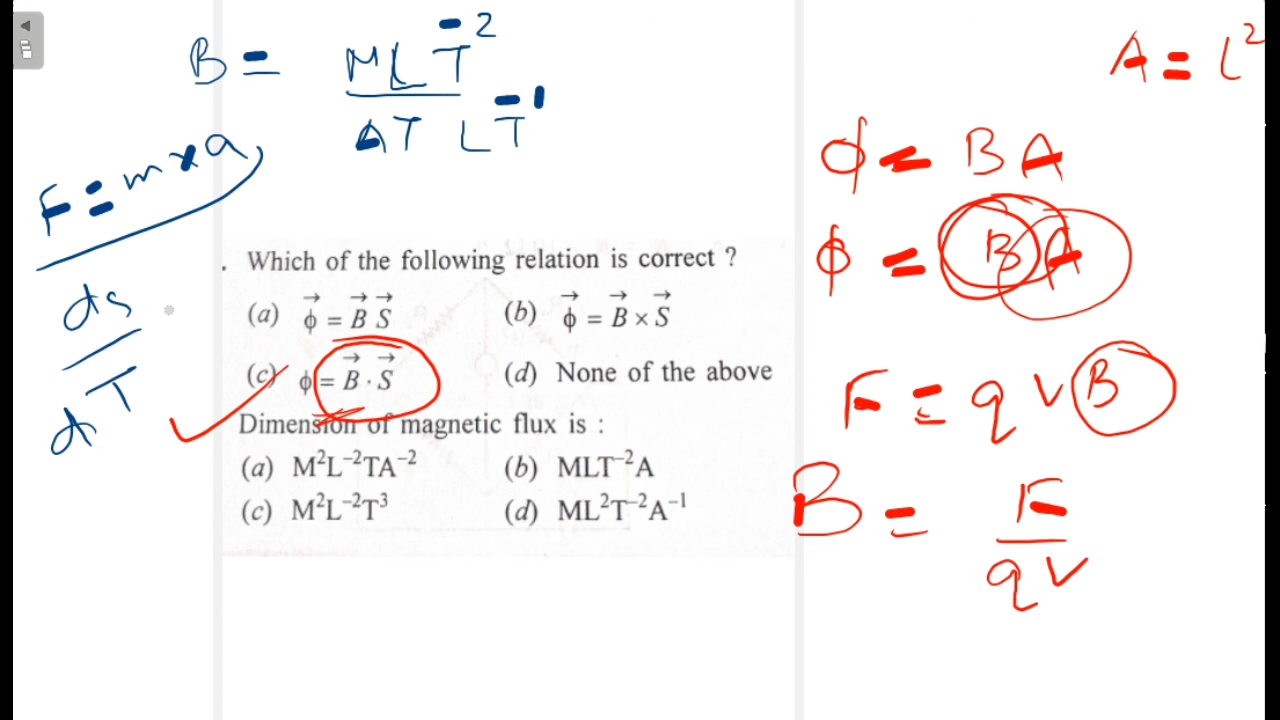 B = MLT⁻² / AT LT⁻¹
A = l²
F = m×a
ds / dT
ϕ = BA
ϕ = BA
F = qvB
B = F / qv
. Which of the following relation is correct ?
(a) ϕ⃗ = B⃗ S⃗ (b) ϕ⃗ = B⃗ × S⃗
(c) ϕ = B⃗ · S⃗ (d) None of the above
Dimension of magnetic flux is :
(a) M²L⁻²TA⁻² (b) MLT⁻²A
(c) M²L⁻²T³ (d) ML²T⁻²A⁻¹